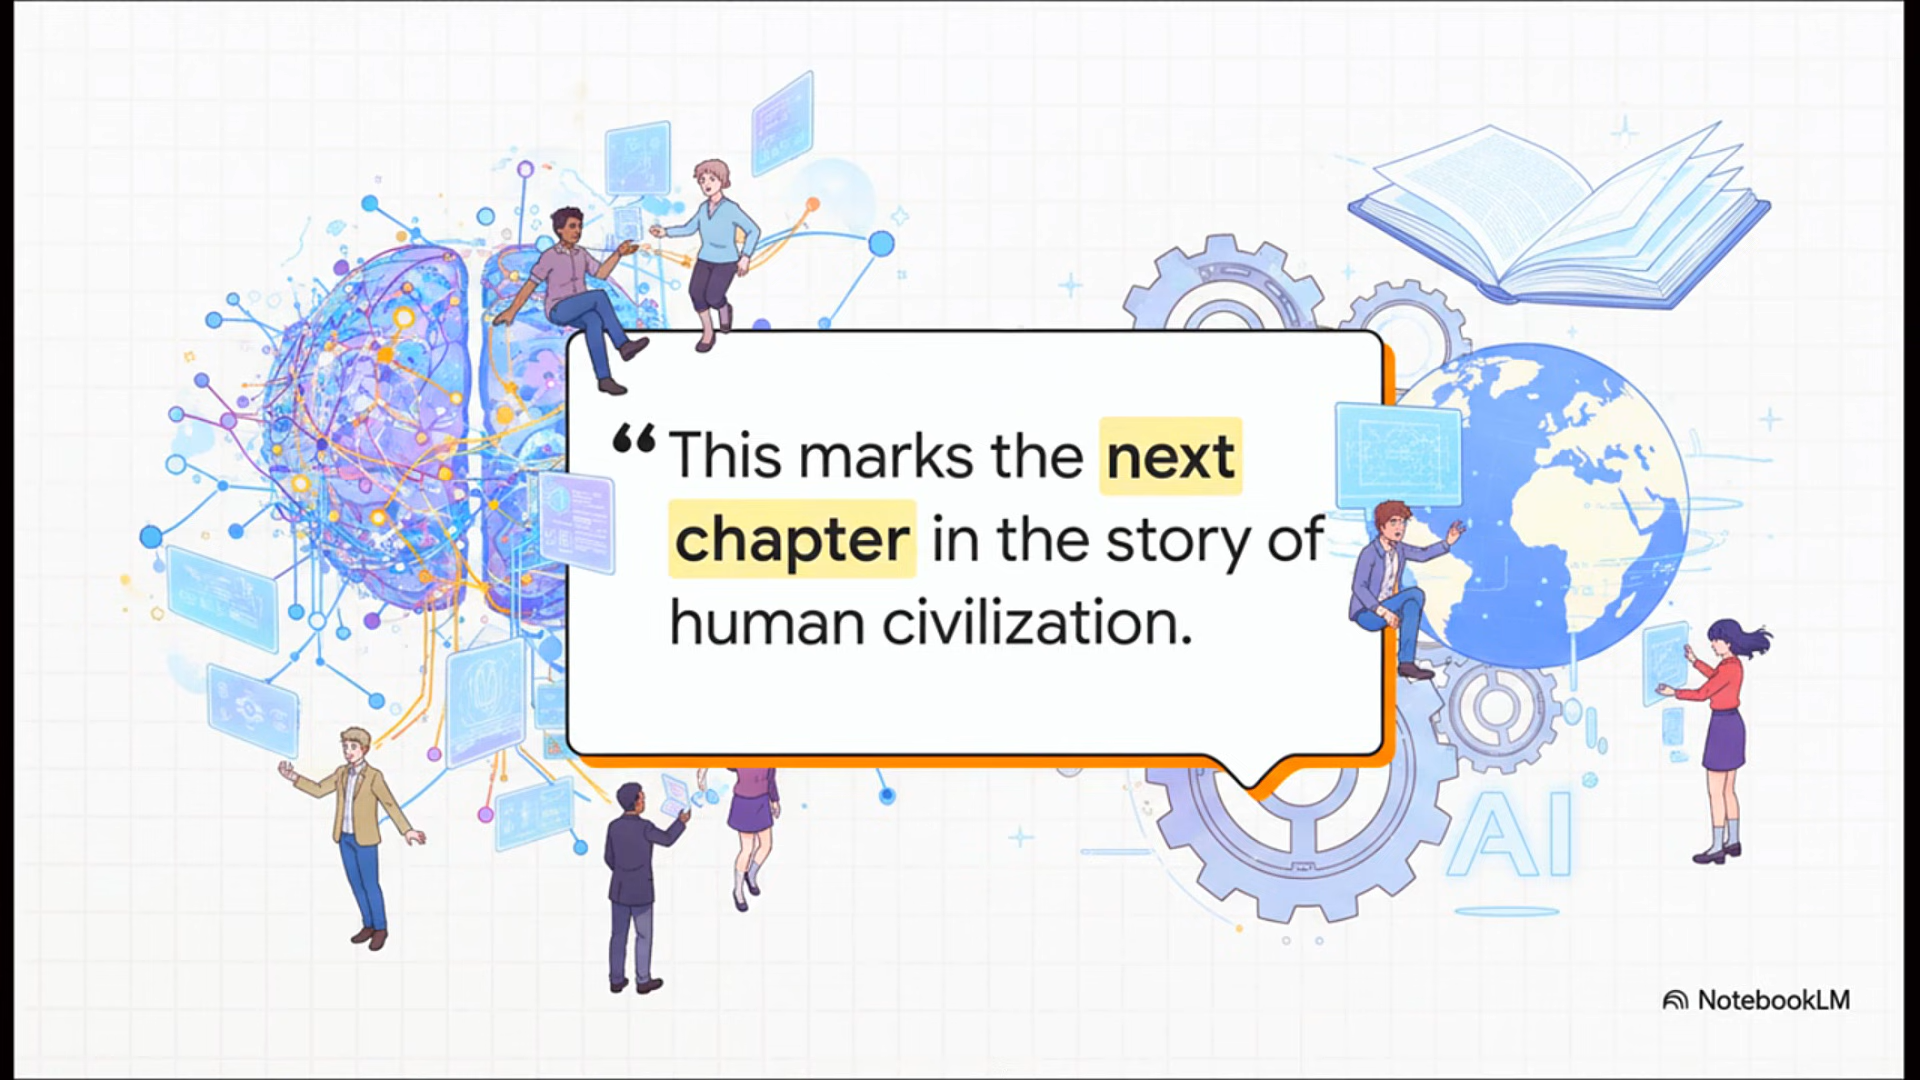 “This marks the next
chapter in the story of
human civilization.
AI
NotebookLM